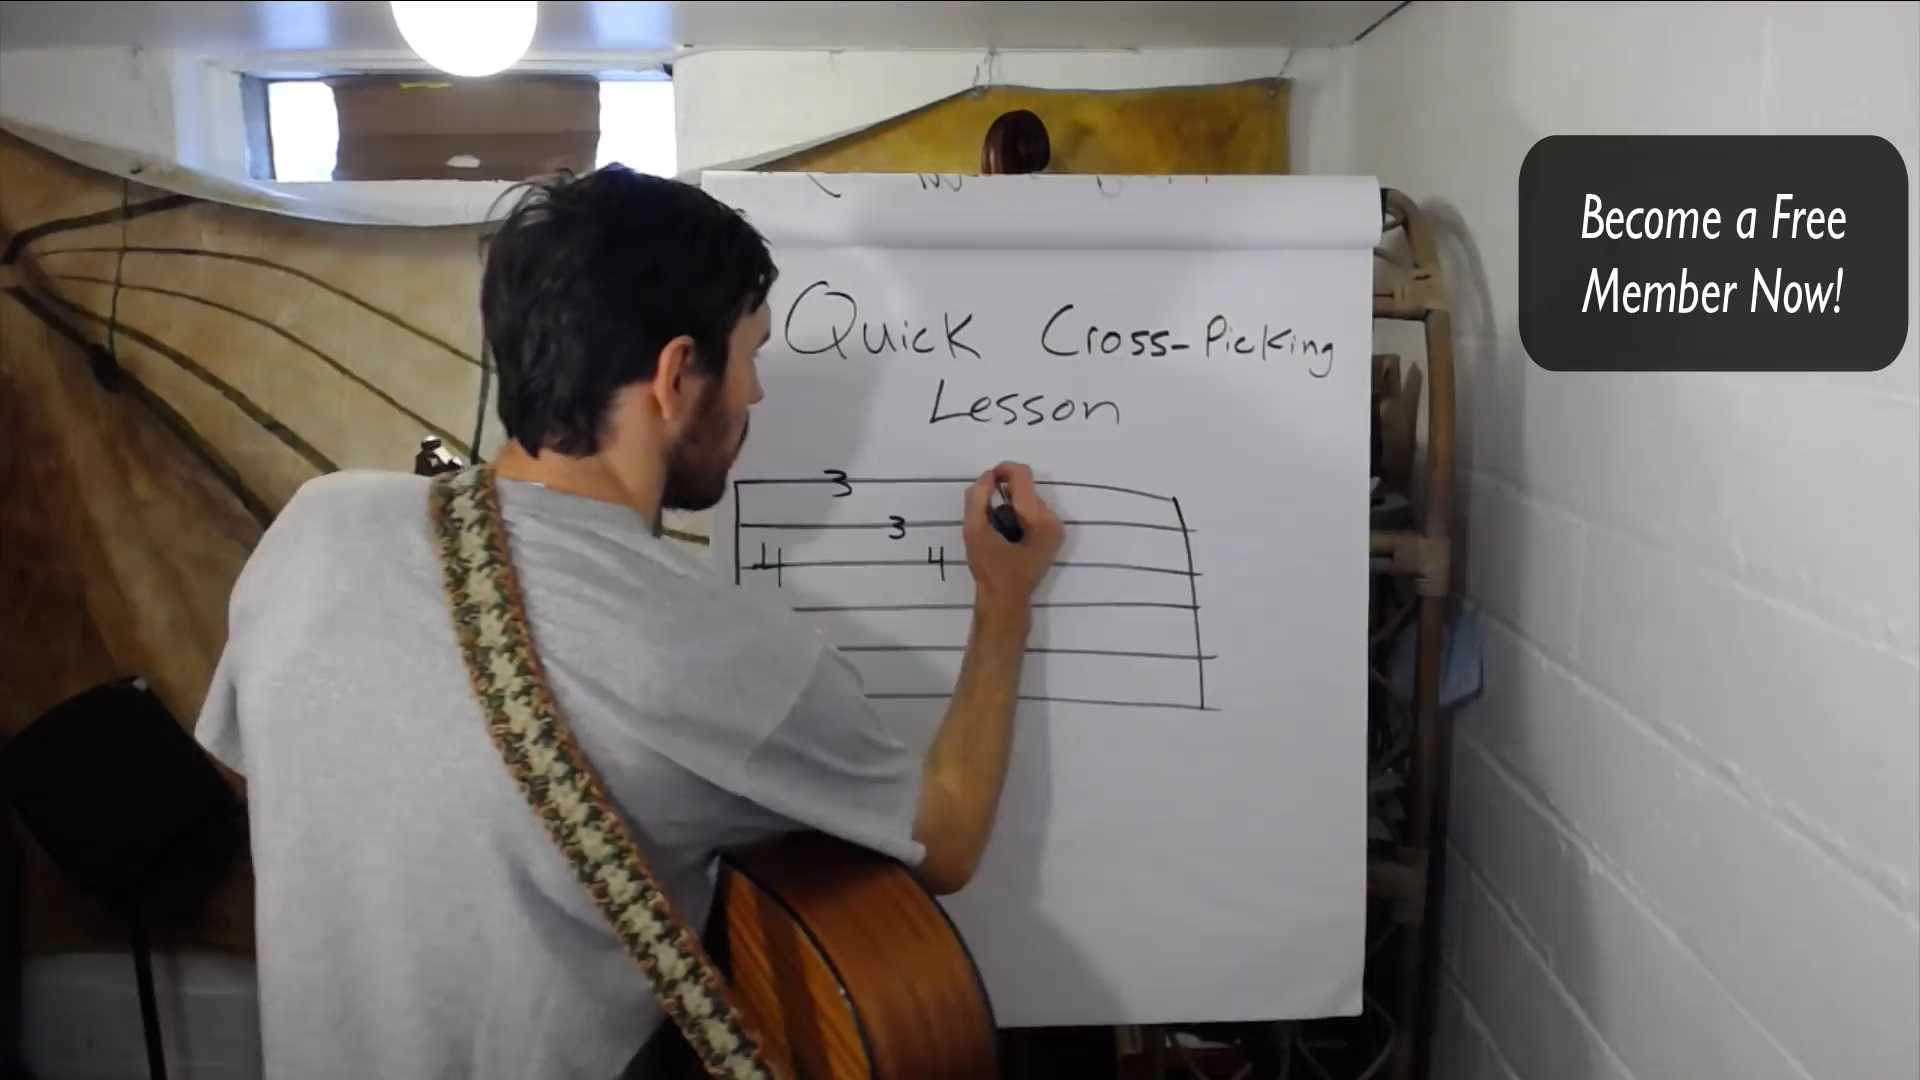 Become a Free
Member Now!
Quick Cross-Picking
Lesson
3
3
4 4